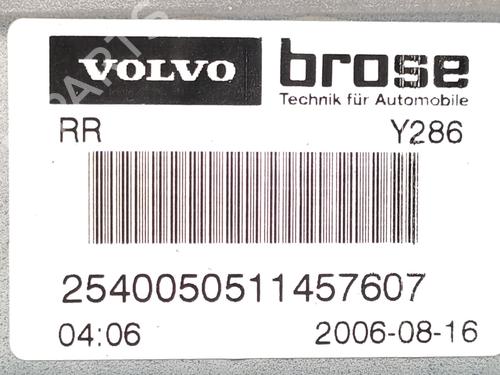 VOLVO
brose
Technik für Automobile
RR
Y286
2540050511457607
04:06
2006-08-16